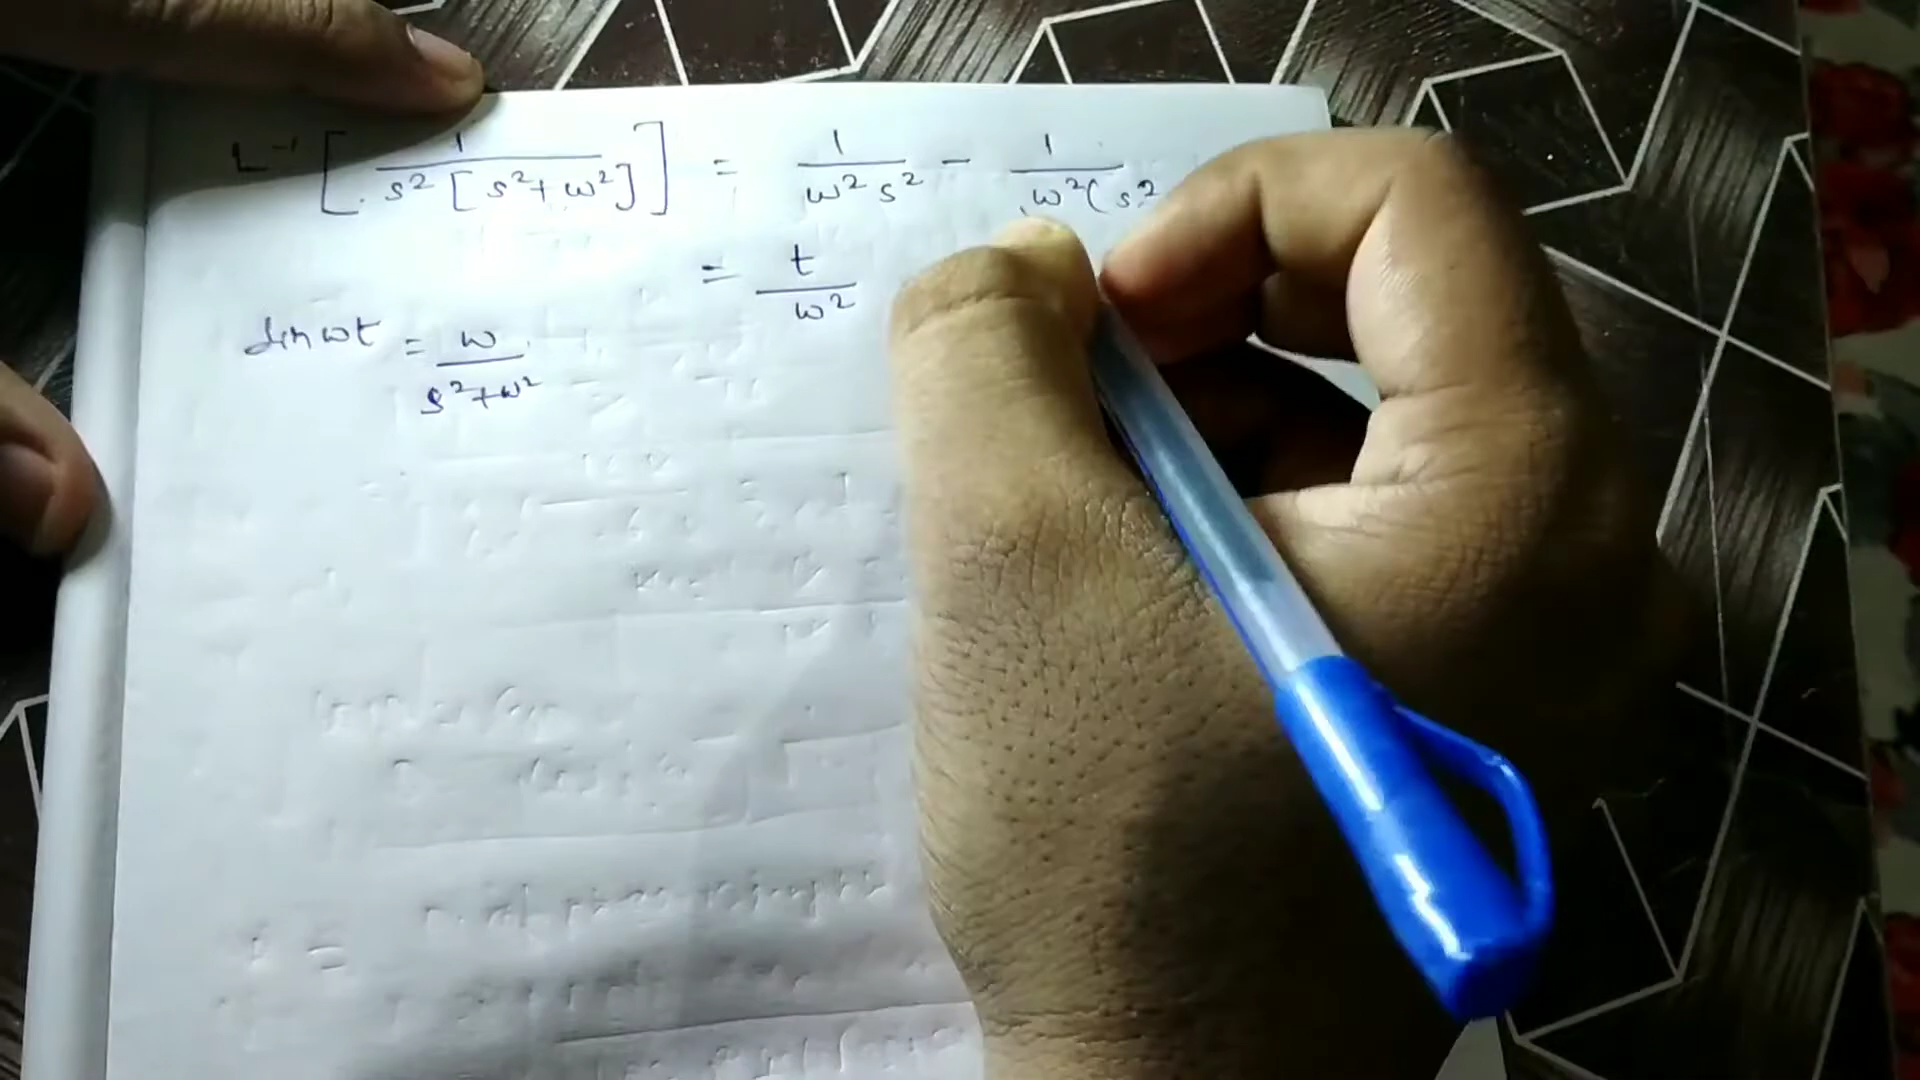 L⁻¹ [ 1 / s² [s² + ω²] ] = 1 / ω² s² - 1 / ω² (s²
= t / ω²
sin ωt = ω / s² + ω²